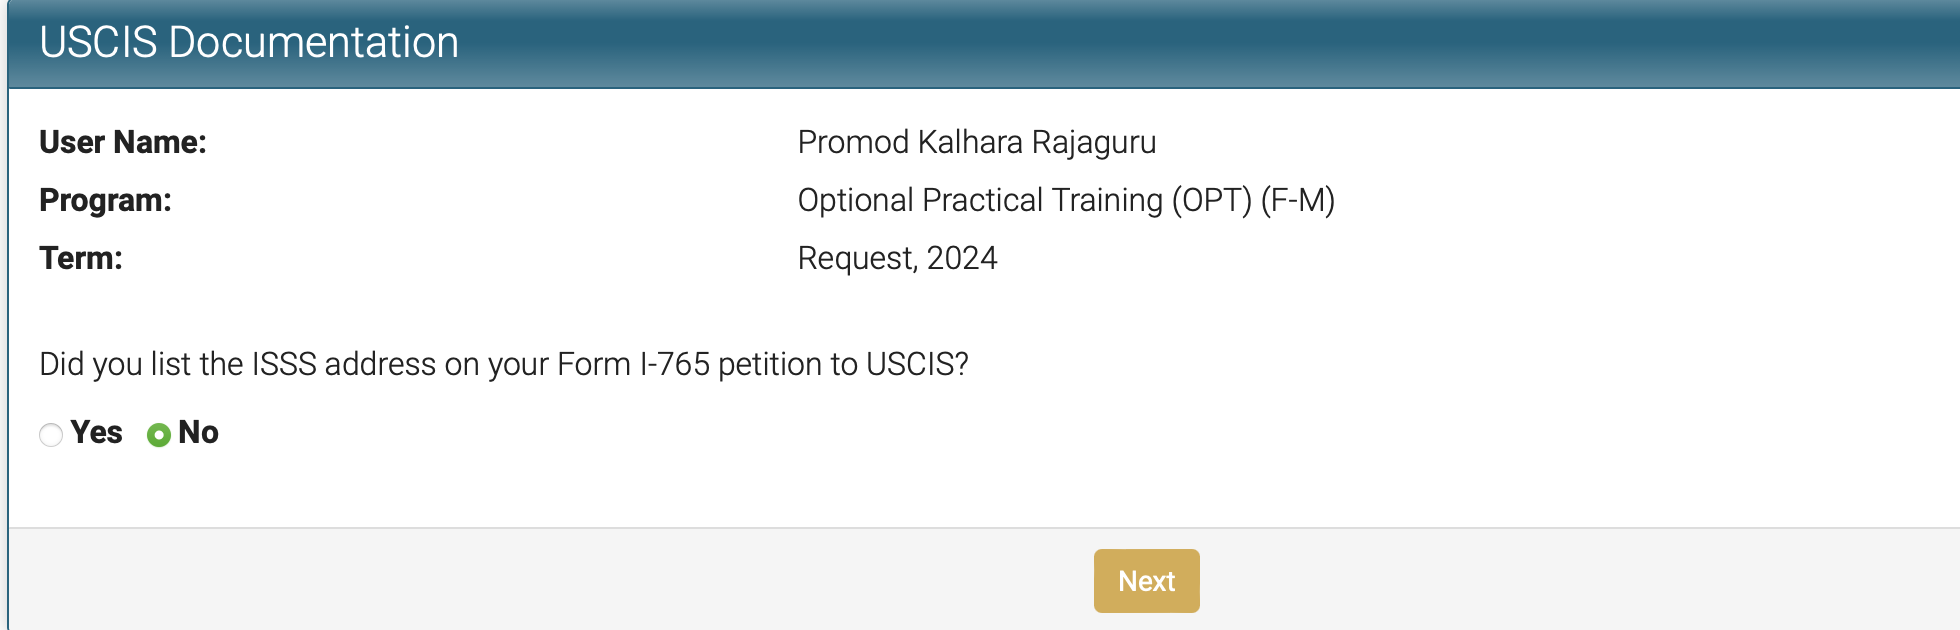 USCIS Documentation
User Name: Promod Kalhara Rajaguru
Program: Optional Practical Training (OPT) (F-M)
Term: Request, 2024
Did you list the ISSS address on your Form I-765 petition to USCIS?
Yes No
Next